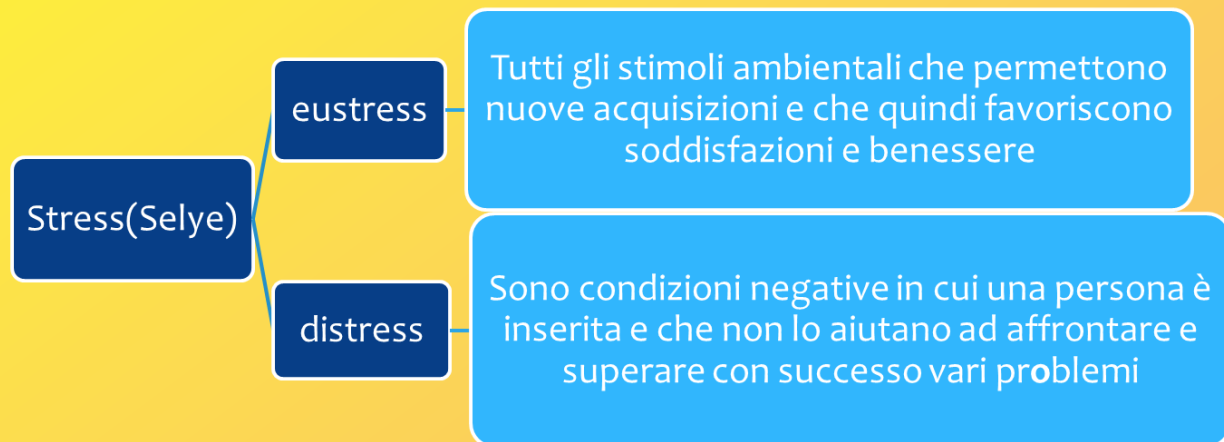 eustress
Tutti gli stimoli ambientali che permettono
nuove acquisizioni e che quindi favoriscono
soddisfazioni e benessere
Stress(Selye)
distress
Sono condizioni negative in cui una persona è
inserita e che non lo aiutano ad affrontare e
superare con successo vari problemi